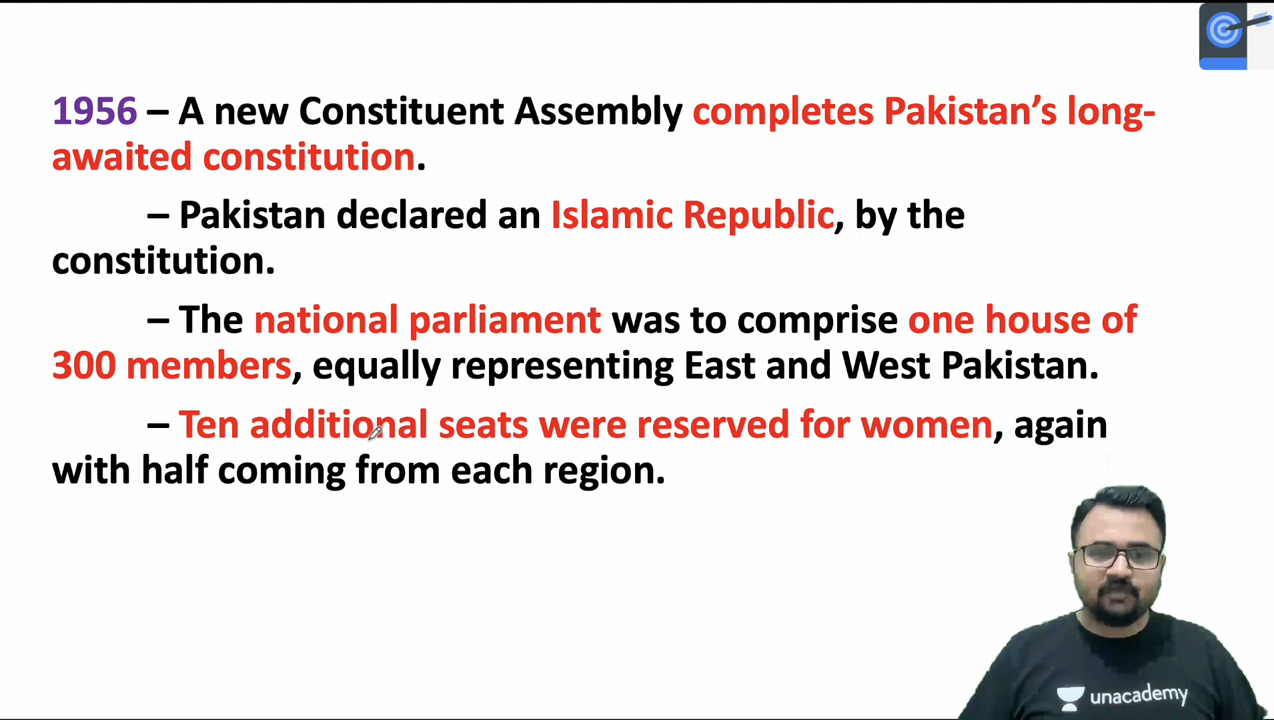 1956 – A new Constituent Assembly completes Pakistan’s long-
awaited constitution.
– Pakistan declared an Islamic Republic, by the
constitution.
– The national parliament was to comprise one house of
300 members, equally representing East and West Pakistan.
– Ten additional seats were reserved for women, again
with half coming from each region.
unacademy